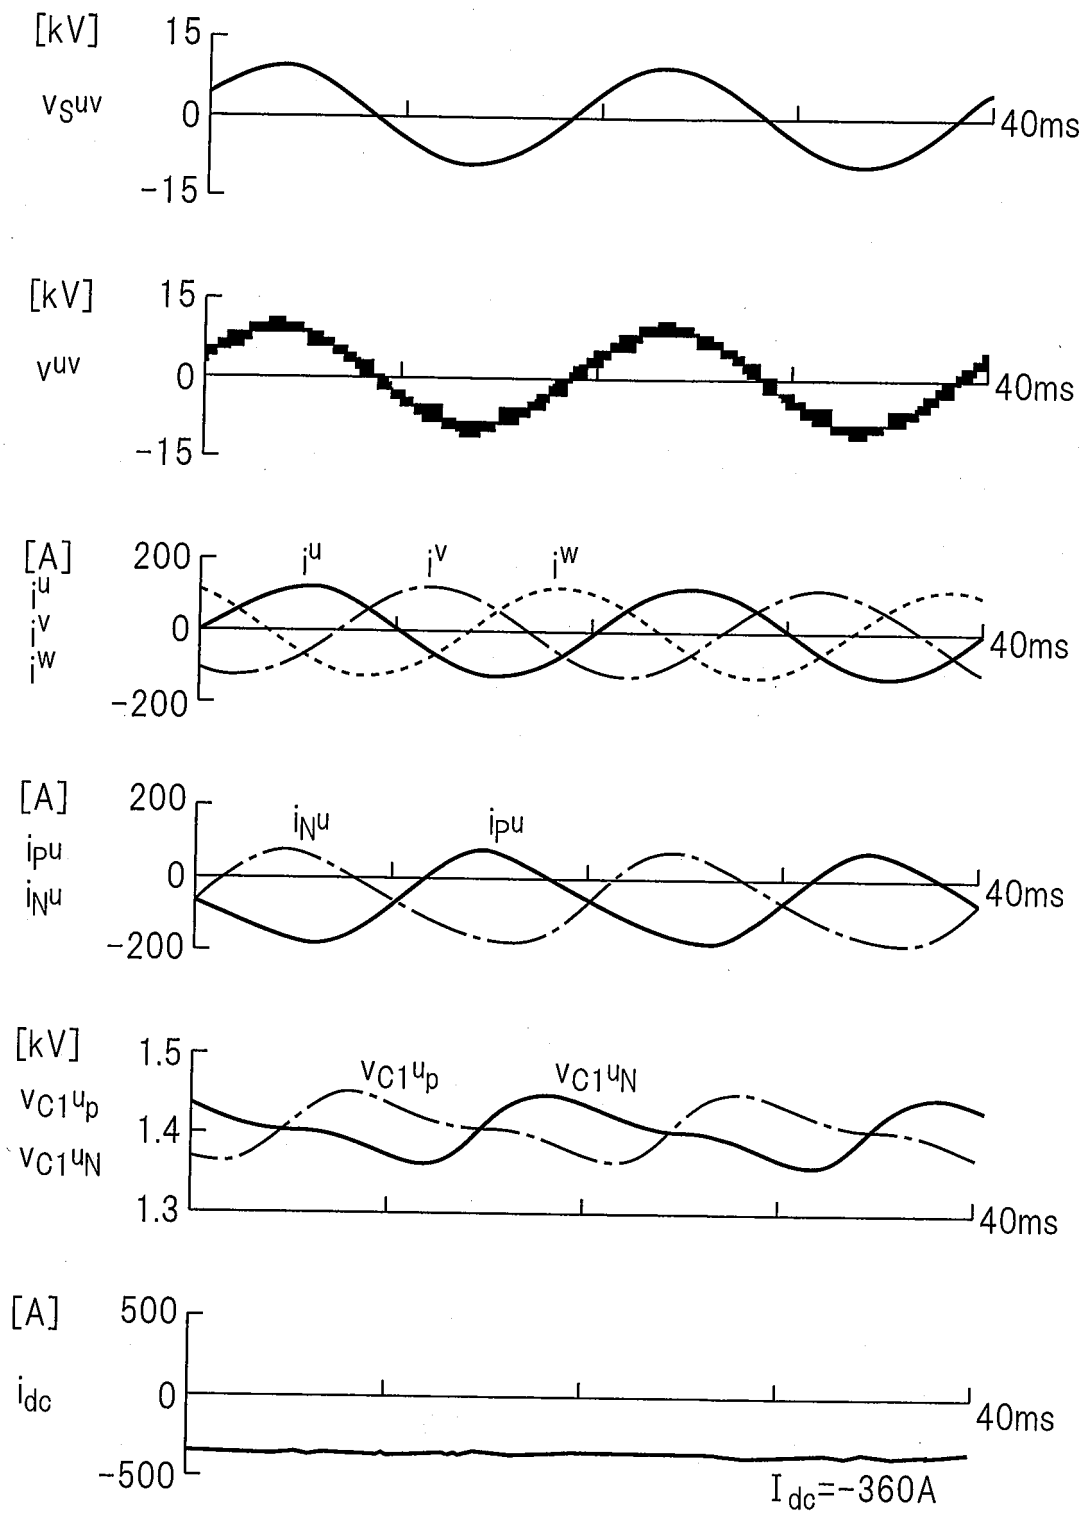 [kV]
15
vSuv
0
40ms
-15
[kV]
15
vuv
0
40ms
-15
[A]
200
iu
iv
iw
iu
iv
0
iw
40ms
-200
[A]
200
iNu
iPu
iPu
0
iNu
40ms
-200
[kV]
1.5
vC1up
vC1uN
vC1up
1.4
vC1uN
1.3
40ms
[A]
500
idc
0
40ms
-500
Idc=-360A